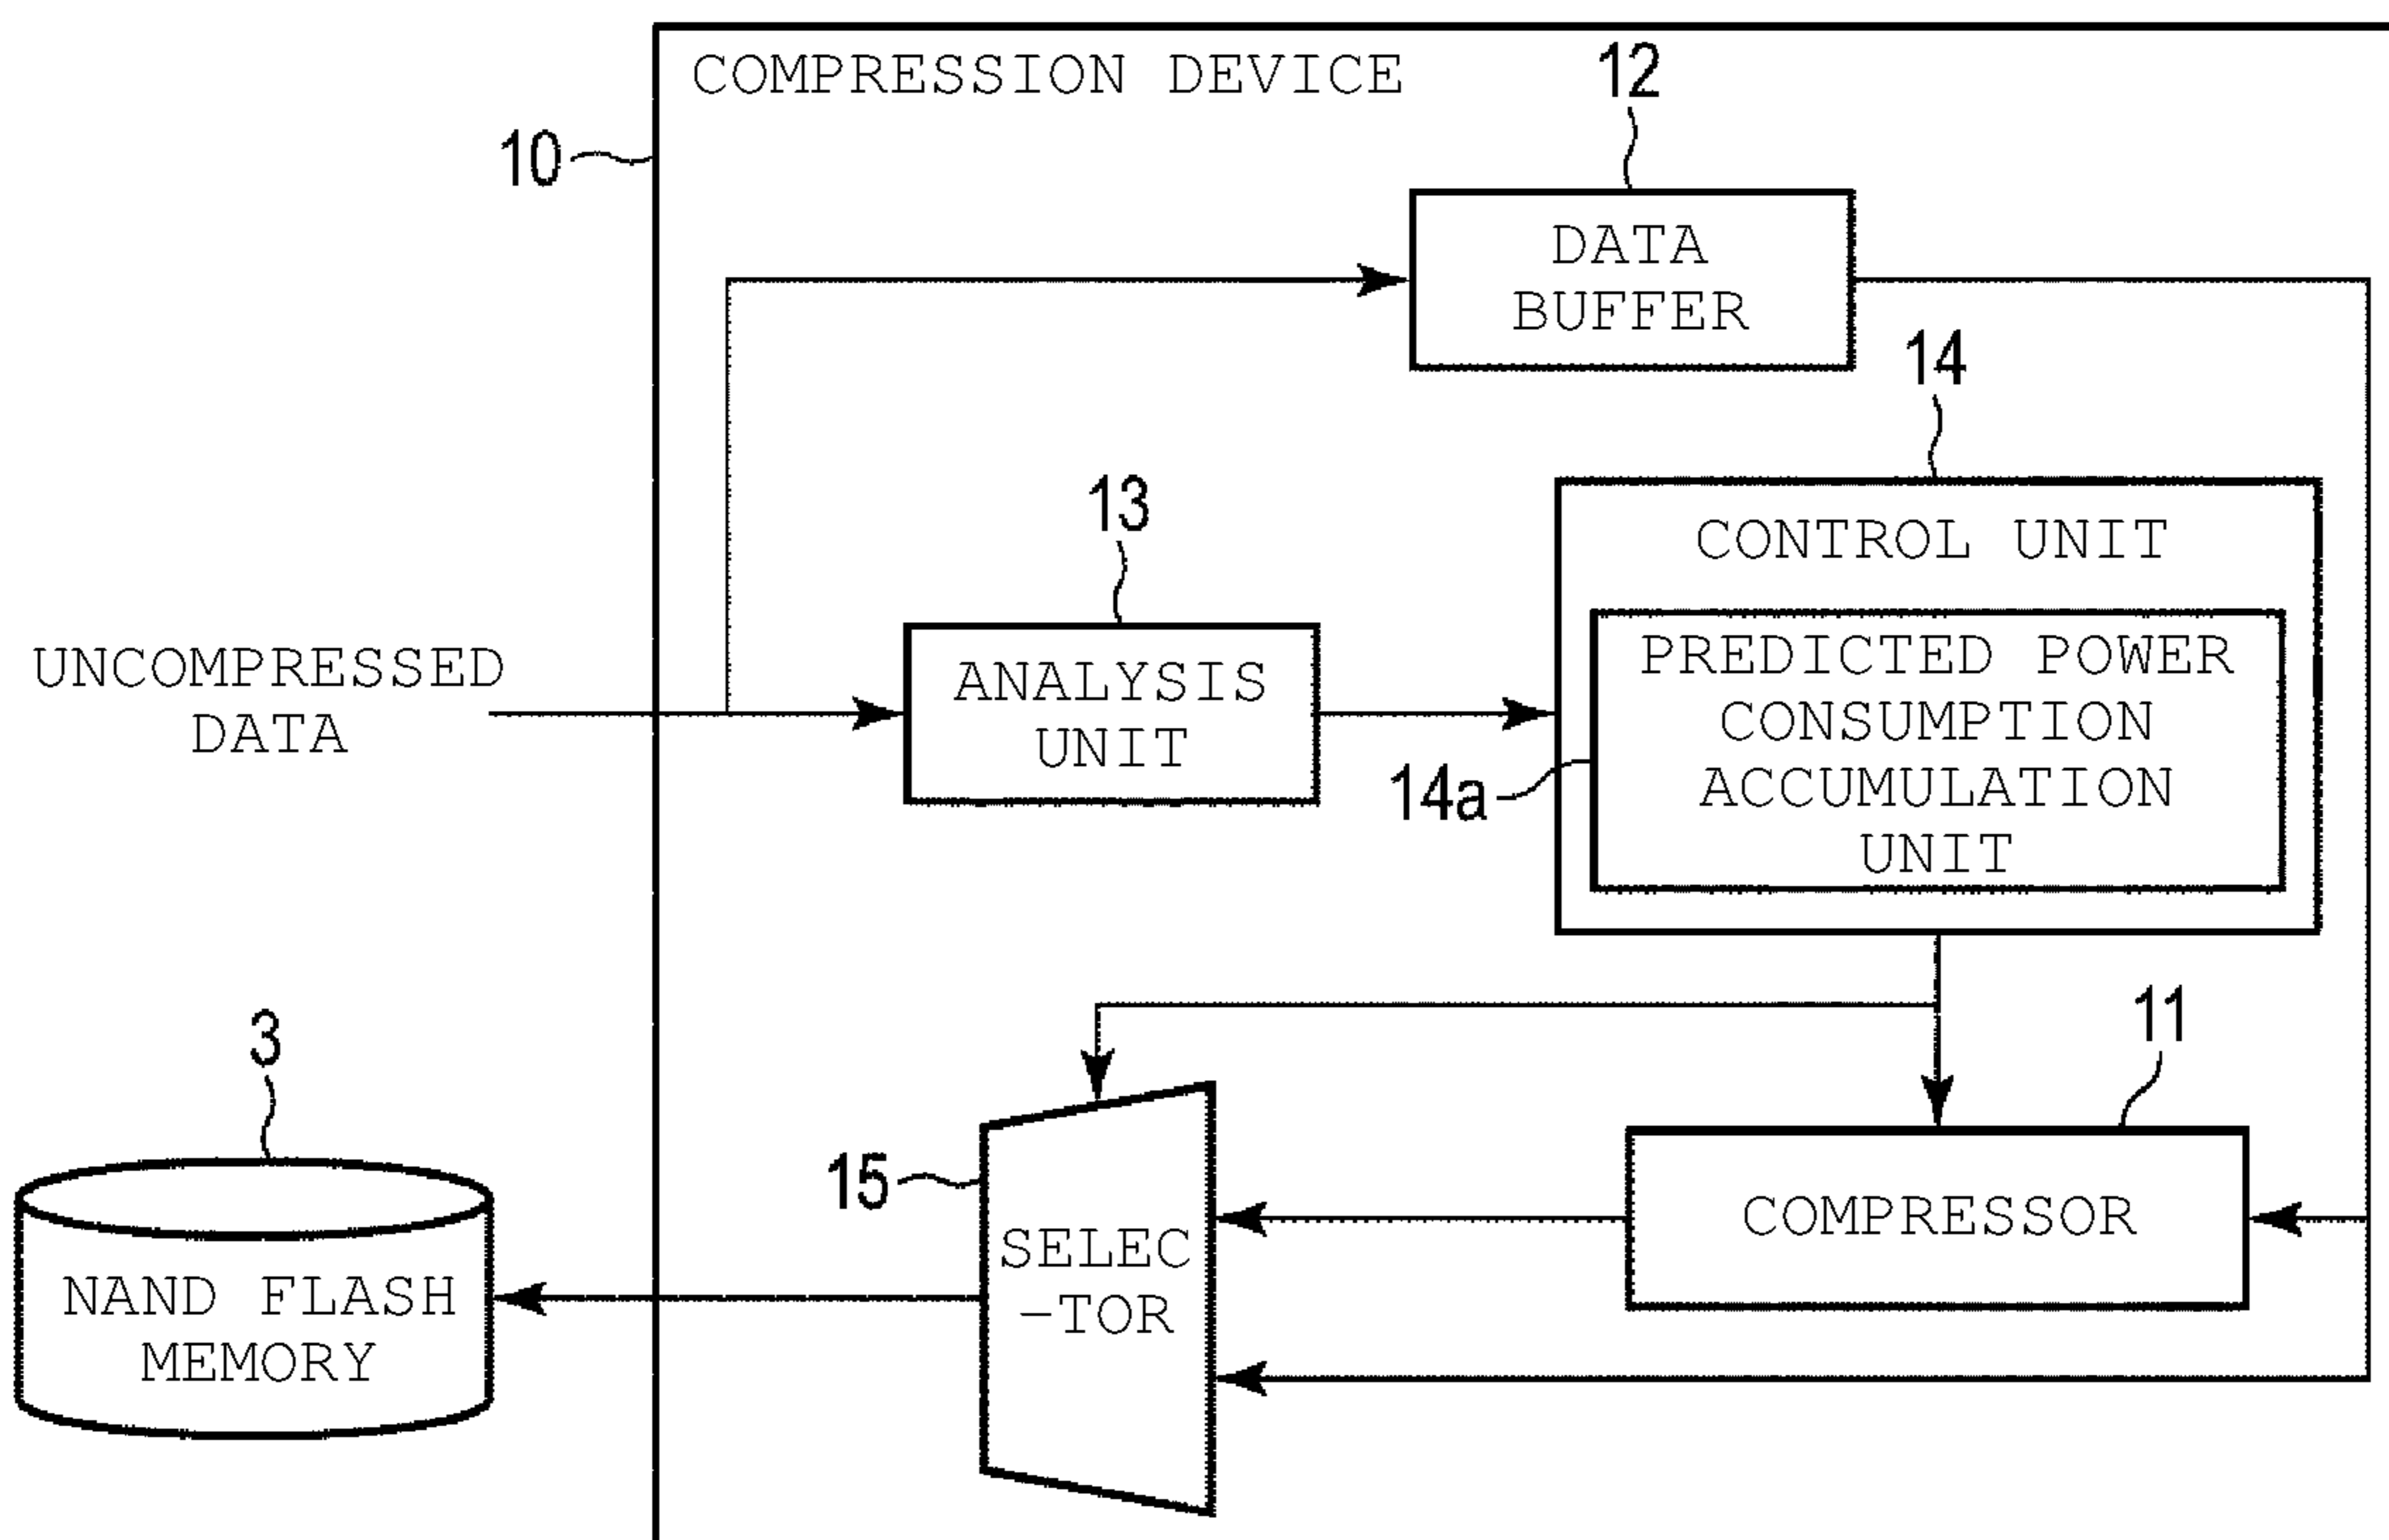 COMPRESSION DEVICE
12
10
DATA
BUFFER
14
13
CONTROL UNIT
UNCOMPRESSED
DATA
ANALYSIS
UNIT
PREDICTED POWER
CONSUMPTION
ACCUMULATION
UNIT
14a
3
11
15
SELEC
-TOR
COMPRESSOR
NAND FLASH
MEMORY